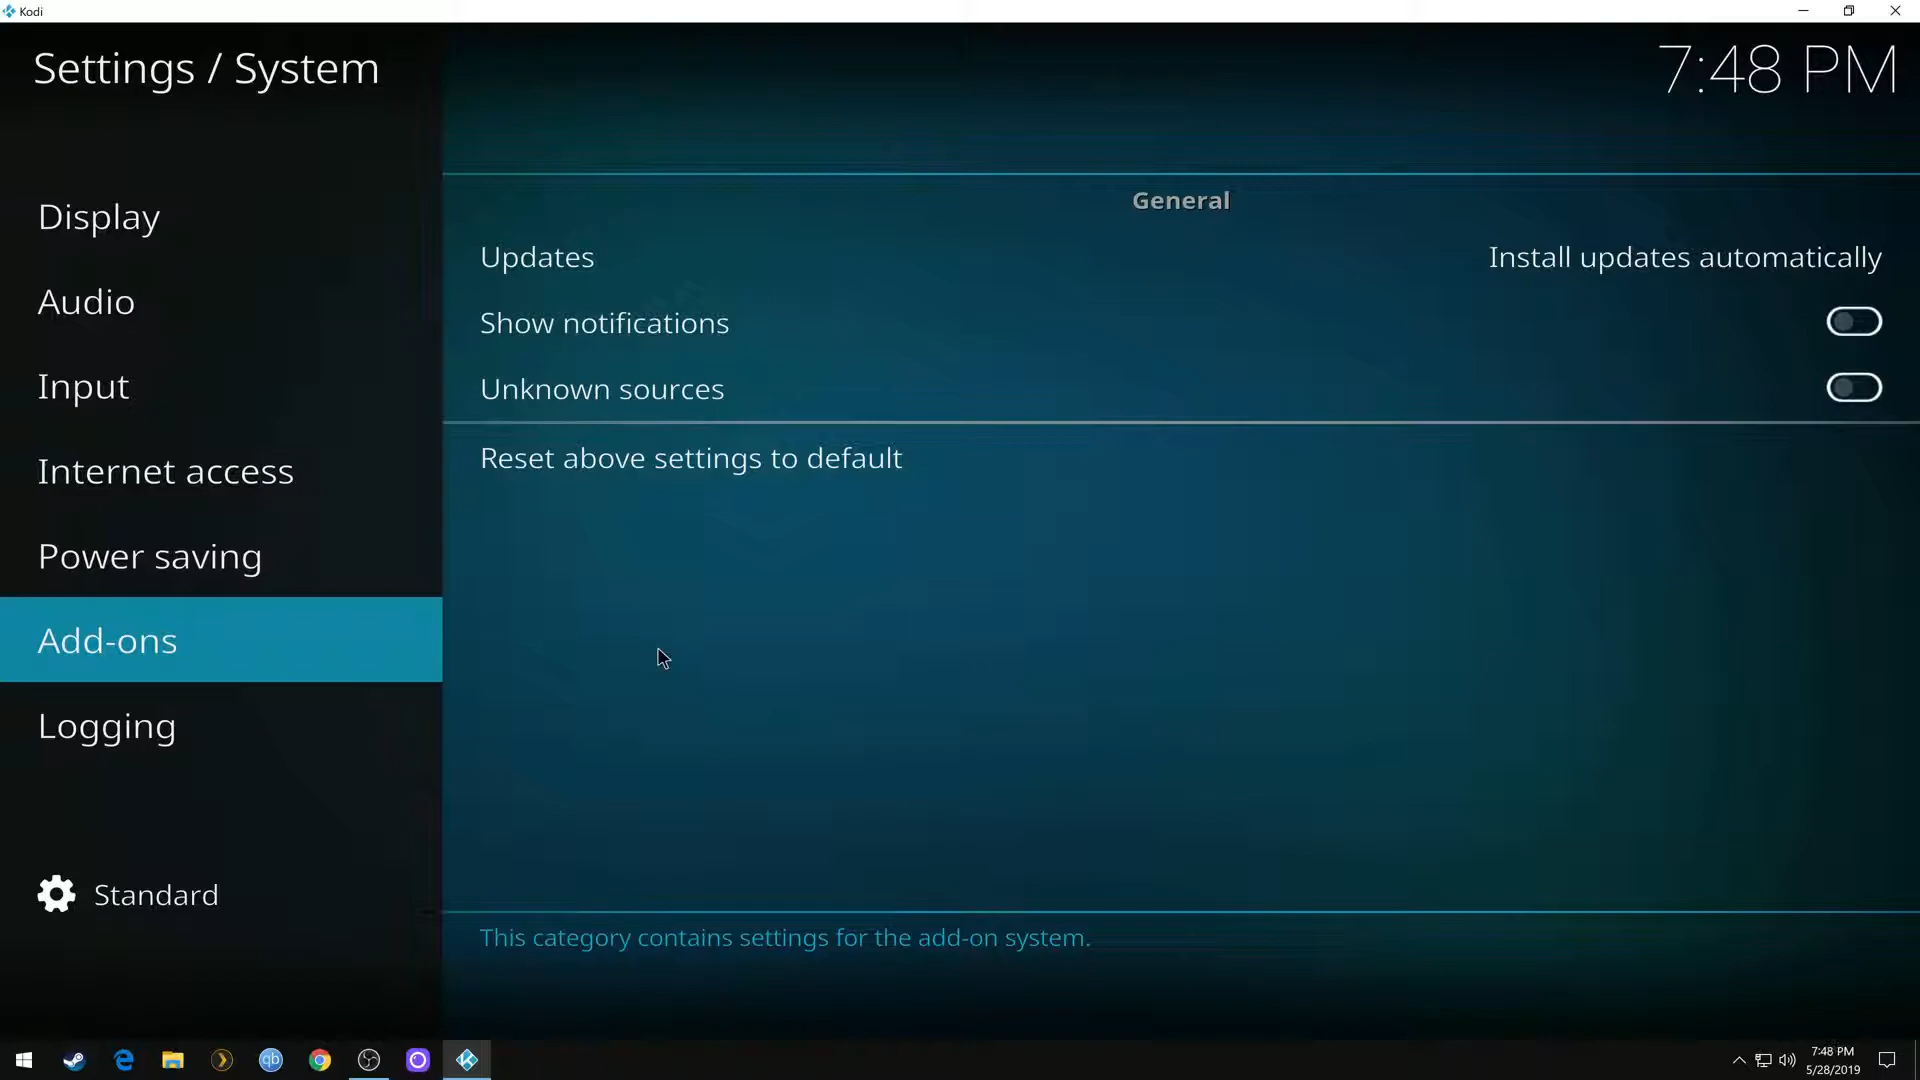 Kodi
Settings / System
7:48 PM
Display
Audio
Input
Internet access
Power saving
Add-ons
Logging
Standard
General
Updates
Install updates automatically
Show notifications
Unknown sources
Reset above settings to default
This category contains settings for the add-on system.
qb
7:48 PM
5/28/2019